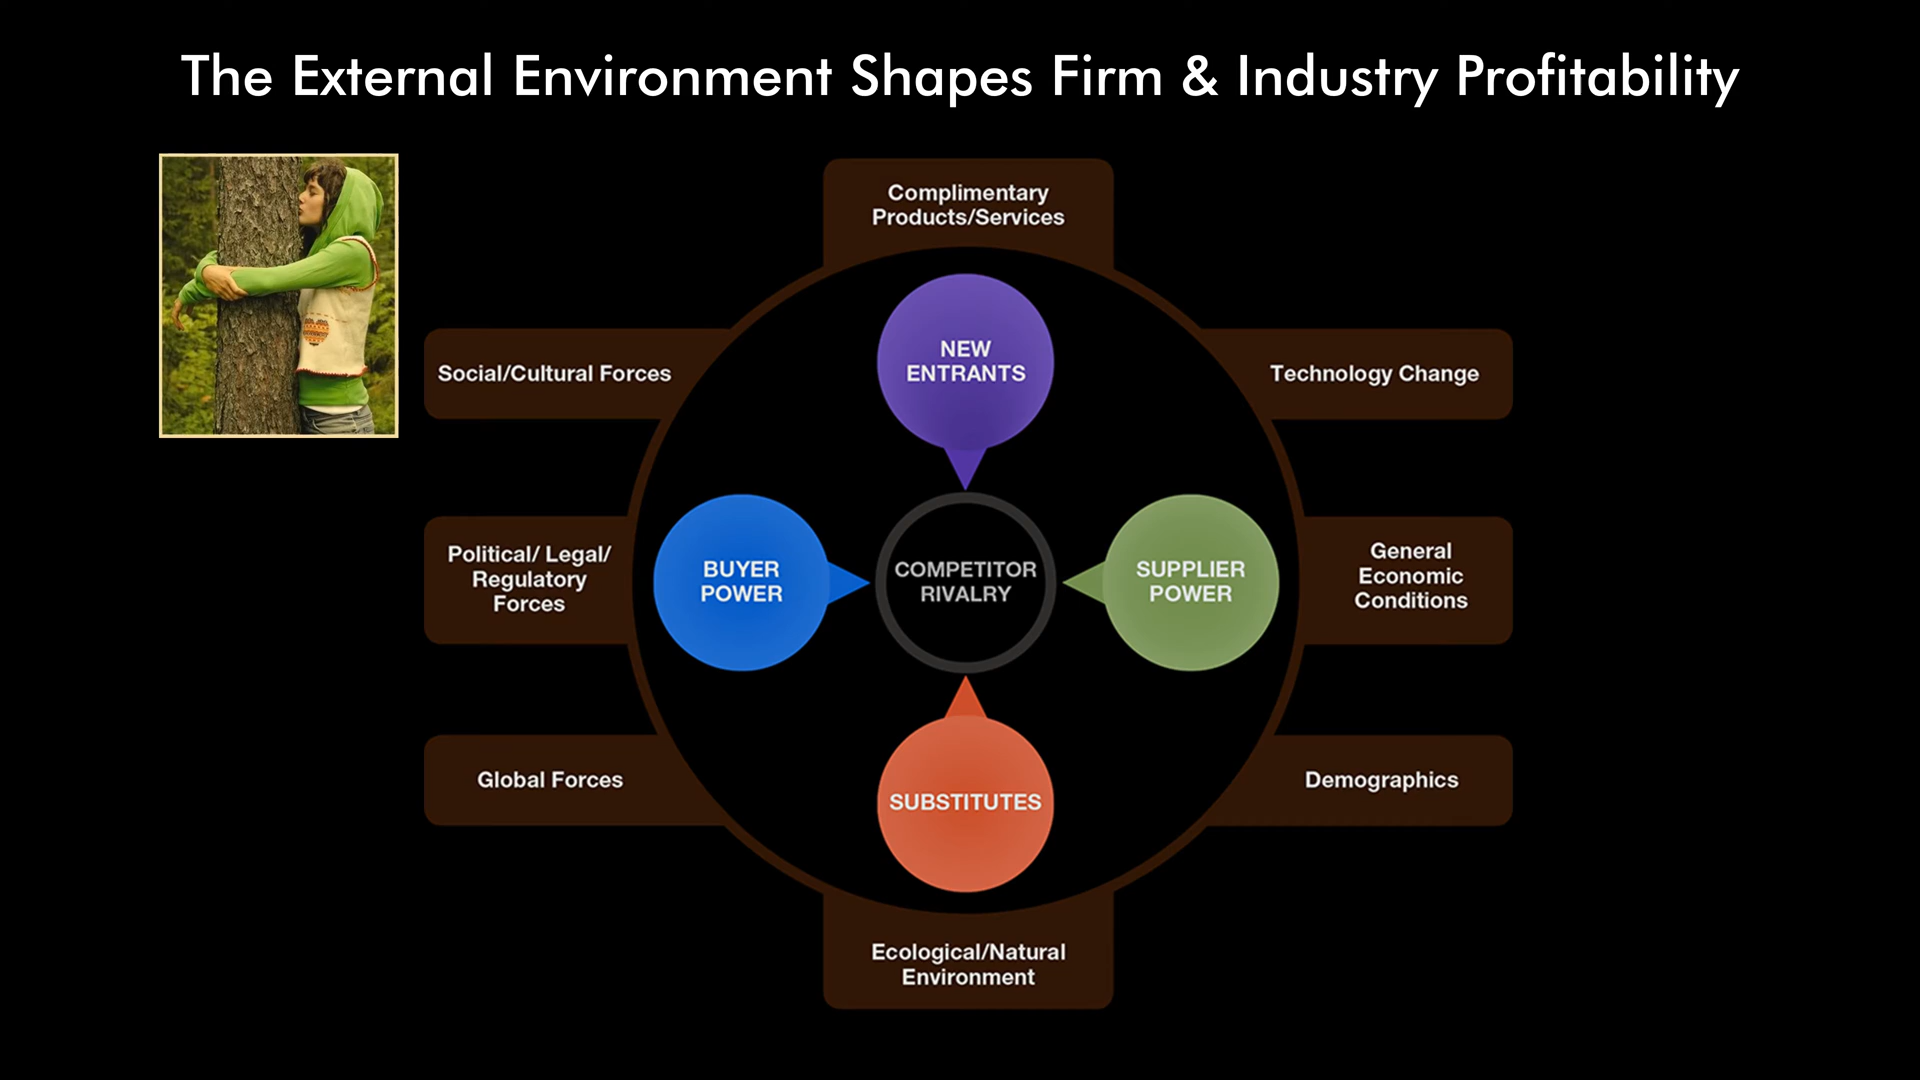 The External Environment Shapes Firm & Industry Profitability
Complimentary
Products/Services
Social/Cultural Forces
NEW
ENTRANTS
Technology Change
Political/ Legal/
Regulatory
Forces
BUYER
POWER
COMPETITOR
RIVALRY
SUPPLIER
POWER
General
Economic
Conditions
Global Forces
SUBSTITUTES
Demographics
Ecological/Natural
Environment